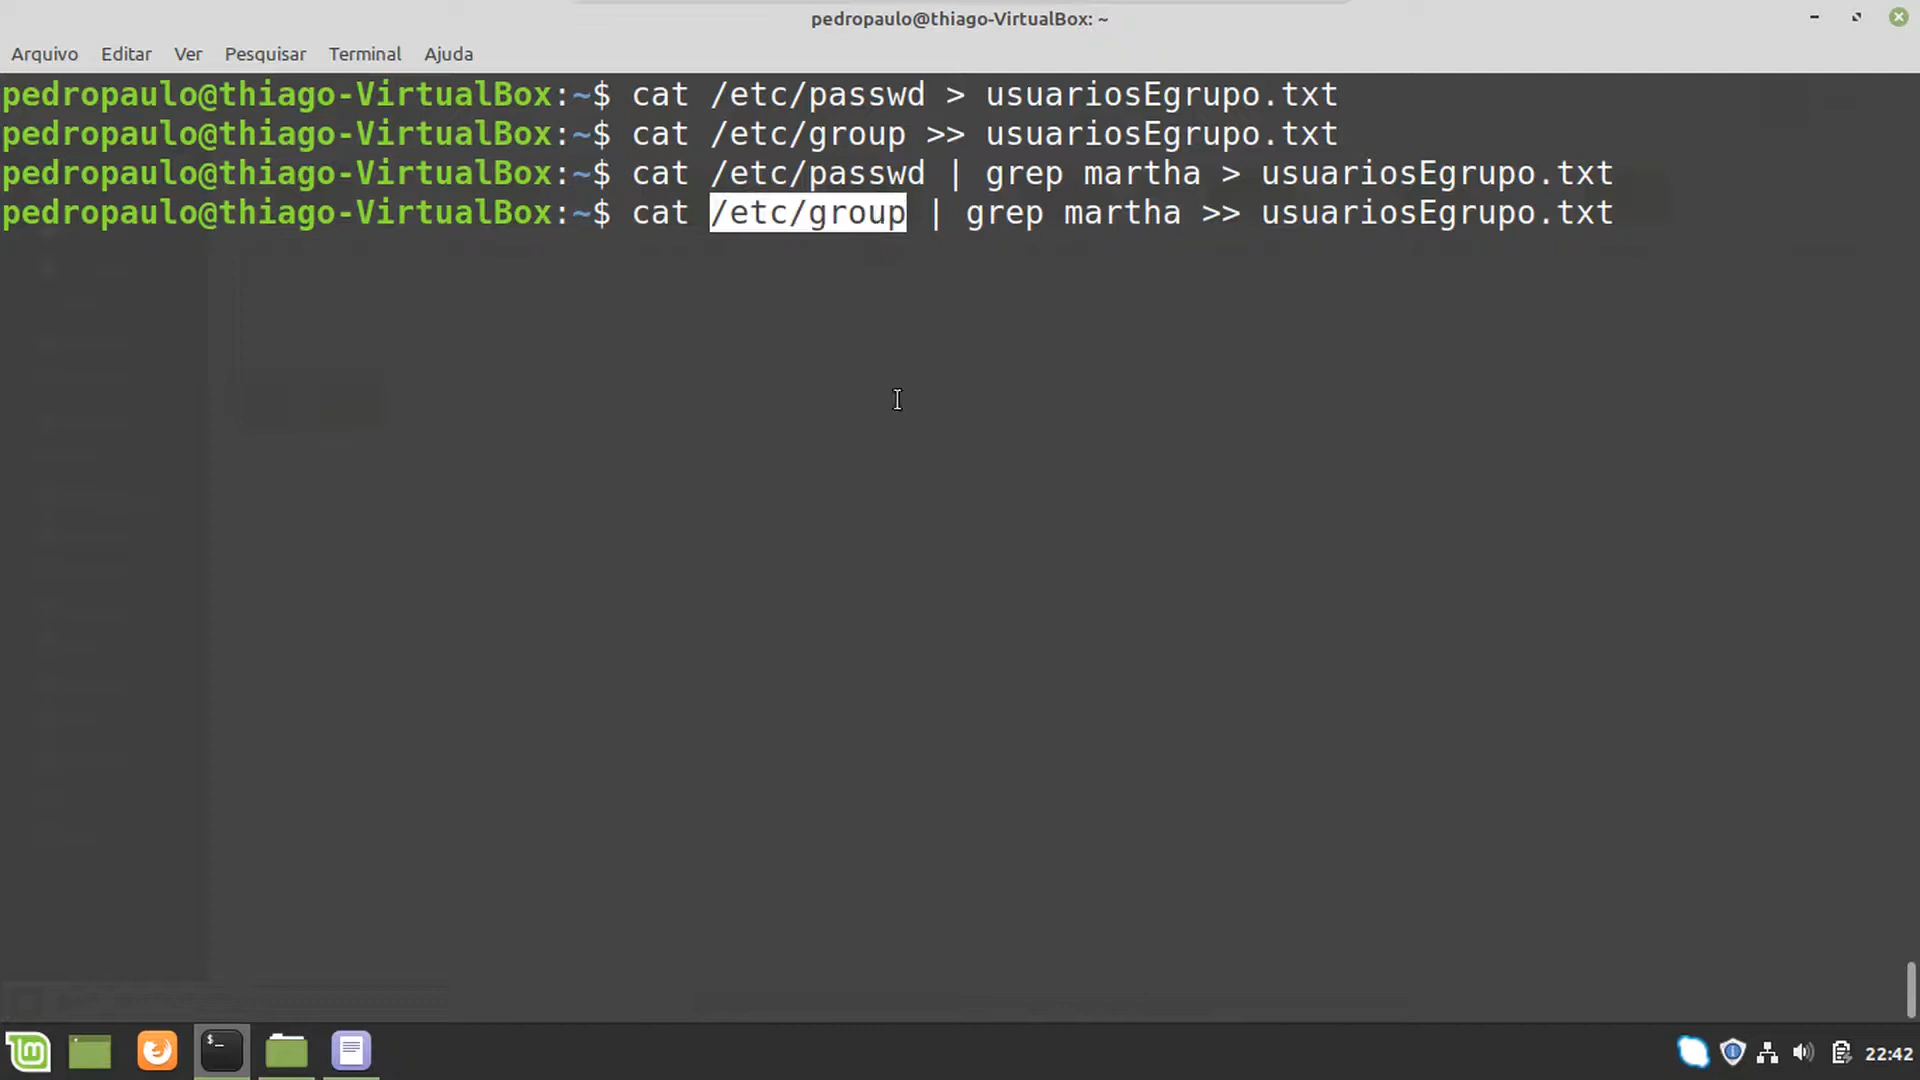 pedropaulo@thiago-VirtualBox: ~
Arquivo Editar Ver Pesquisar Terminal Ajuda
pedropaulo@thiago-VirtualBox:~$ cat /etc/passwd > usuariosEgrupo.txt
pedropaulo@thiago-VirtualBox:~$ cat /etc/group >> usuariosEgrupo.txt
pedropaulo@thiago-VirtualBox:~$ cat /etc/passwd | grep martha > usuariosEgrupo.txt
pedropaulo@thiago-VirtualBox:~$ cat /etc/group | grep martha >> usuariosEgrupo.txt
22:42